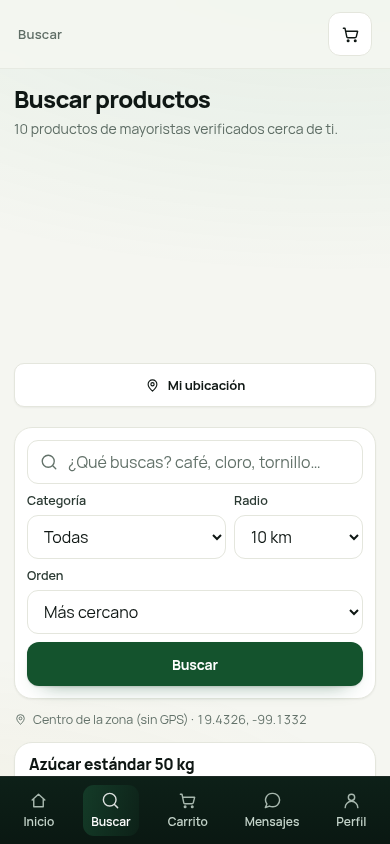 Buscar
Buscar productos
10 productos de mayoristas verificados cerca de ti.
Mi ubicación
¿Qué buscas? café, cloro, tornillo...
Categoría Radio
Todas 10 km
Orden
Más cercano
Buscar
Centro de la zona (sin GPS) · 19.4326, -99.1332
Azúcar estándar 50 kg
Inicio Buscar Carrito Mensajes Perfil